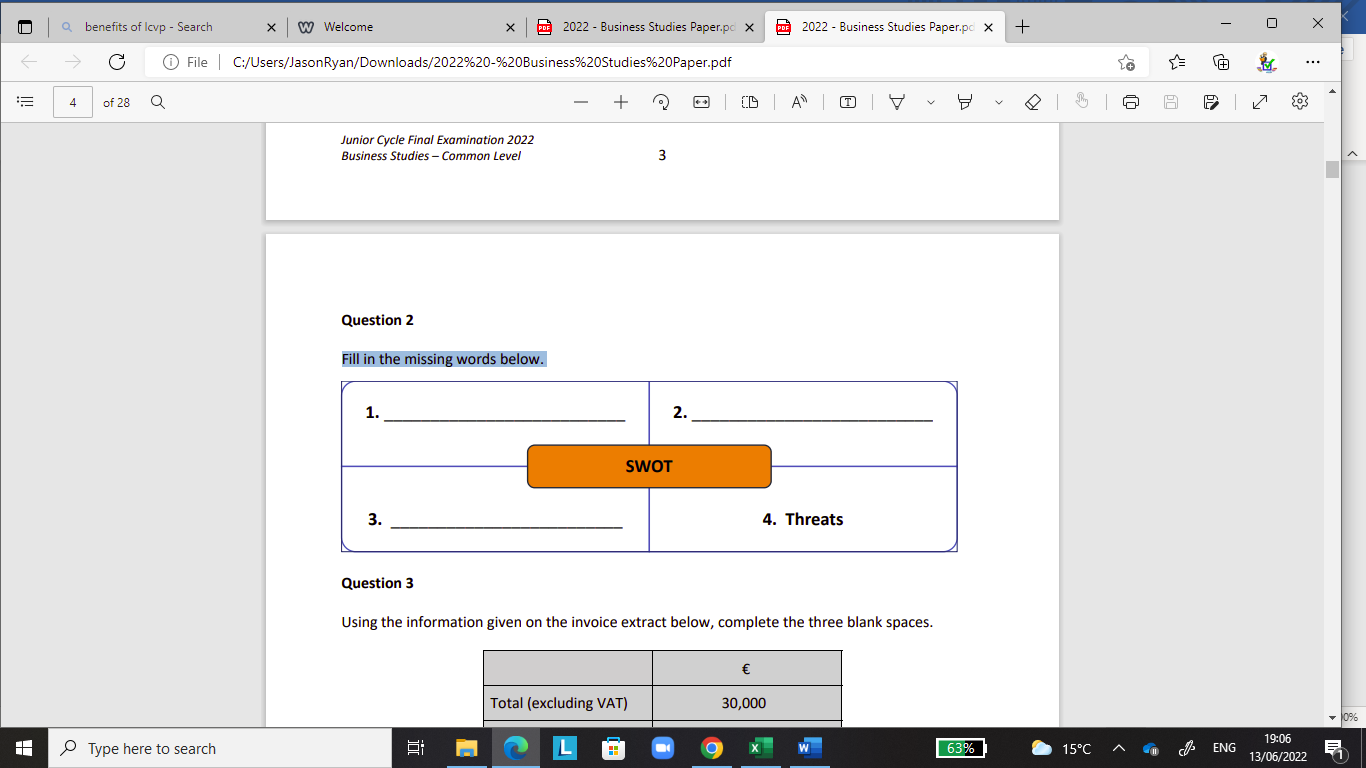 benefits of lcvp - Search
Welcome
2022 - Business Studies Paper.pd
2022 - Business Studies Paper.pd
File
C:/Users/JasonRyan/Downloads/2022%20-%20Business%20Studies%20Paper.pdf
4 of 28
Junior Cycle Final Examination 2022
Business Studies – Common Level 3
Question 2
Fill in the missing words below.
1. ____________________________ 2. ____________________________
SWOT
3. ____________________________ 4. Threats
Question 3
Using the information given on the invoice extract below, complete the three blank spaces.
€
Total (excluding VAT) 30,000
Type here to search
63%
15°C
ENG
19:06
13/06/2022
1